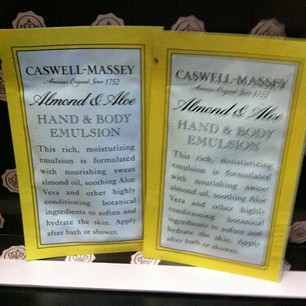 CASWELL-MASSEY
America's Original, Since 1752
Almond & Aloe
HAND & BODY
EMULSION
This rich, moisturizing
emulsion is formulated
with nourishing sweet
almond oil, soothing Aloe
Vera and other highly
conditioning botanical
ingredients to soften and
hydrate the skin. Apply
after bath or shower.
CASWELL-MASSEY
America's Original, Since 1752
Almond & Aloe
HAND & BODY
EMULSION
This rich, moisturizing
emulsion is formulated
with nourishing sweet
almond oil, soothing Aloe
Vera and other highly
conditioning botanical
ingredients to soften and
hydrate the skin. Apply
after bath or shower.